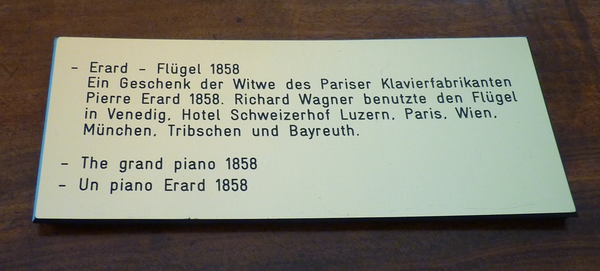 - Erard - Flügel 1858
Ein Geschenk der Witwe des Pariser Klavierfabrikanten
Pierre Erard 1858. Richard Wagner benutzte den Flügel
in Venedig, Hotel Schweizerhof Luzern, Paris, Wien,
München, Tribschen und Bayreuth.
- The grand piano 1858
- Un piano Erard 1858